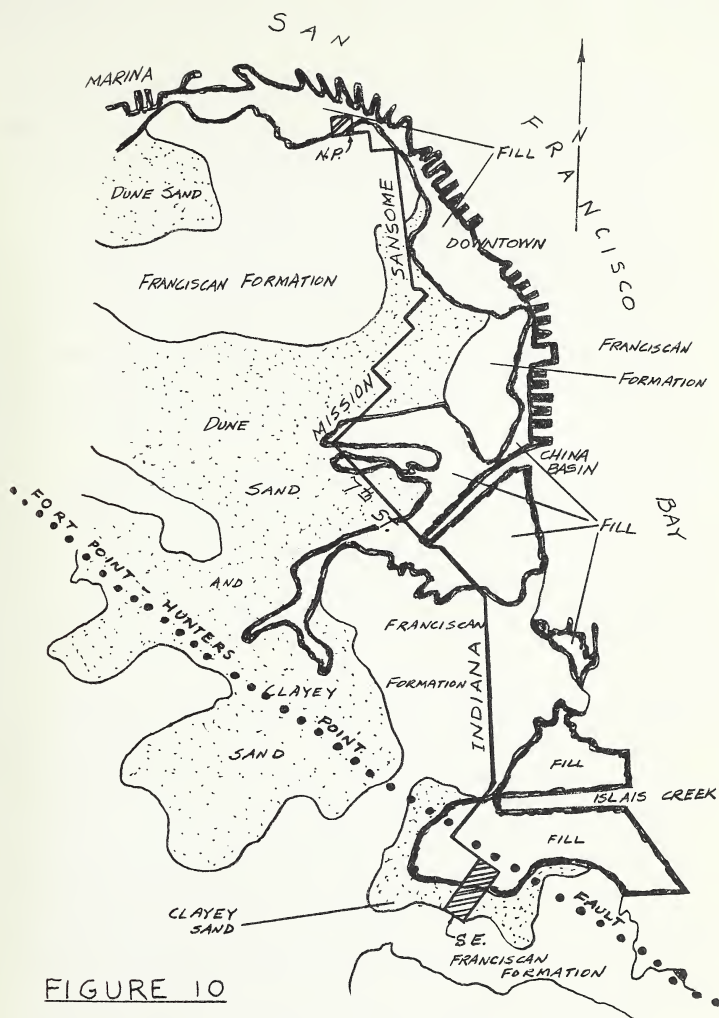 SAN
MARINA
N
FRANCISCO
N.P.
FILL
DUNE SAND
SANSOME
DOWNTOWN
FRANCISCAN FORMATION
FRANCISCAN
FORMATION
MISSION
DUNE
CHINA
BASIN
SAND
7th St.
BAY
FILL
FORT POINT - HUNTERS POINT
AND
FRANCISCAN
FORMATION
INDIANA
CLAYEY
SAND
FILL
ISLAIS CREEK
FILL
CLAYEY
SAND
FAULT
S.E.
FRANCISCAN
FORMATION
FIGURE 10